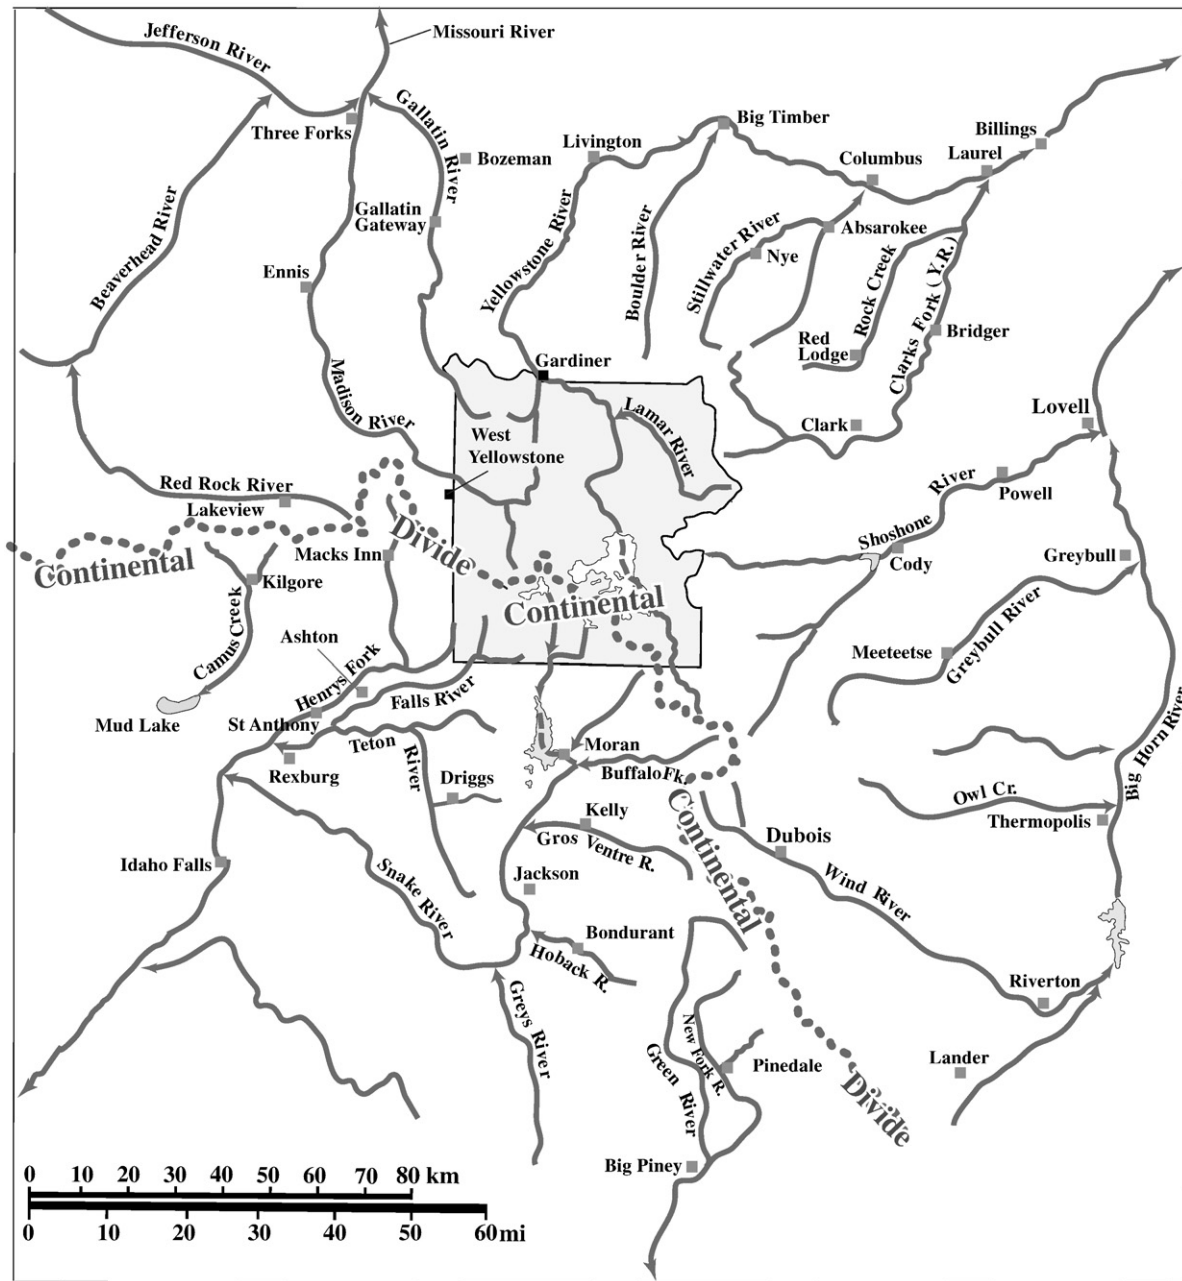 Jefferson River
Missouri River
Three Forks
Gallatin River
Bozeman
Livington
Big Timber
Columbus
Billings
Laurel
Beaverhead River
Gallatin
Gateway
Ennis
Yellowstone River
Boulder River
Stillwater River
Absarokee
Nye
Rock Creek
Clarks Fork ( Y.R.)
Red
Lodge
Bridger
Gardiner
Madison River
West
Yellowstone
Lamar River
Clark
Lovell
Red Rock River
Lakeview
Shoshone River
Powell
Continental
Divide
Macks Inn
Kilgore
Cody
Greybull
Camus Creek
Ashton
Continental
Henrys Fork
Falls River
Meeteetse
Greybull River
Mud Lake
St Anthony
Teton
River
Rexburg
Driggs
Moran
Buffalo Fk.
Big Horn River
Owl Cr.
Thermopolis
Kelly
Gros Ventre R.
Continental
Dubois
Idaho Falls
Snake River
Jackson
Wind River
Bondurant
Hoback R.
Riverton
Greys River
New Fork R.
Green River
Pinedale
Lander
Divide
Big Piney
0 10 20 30 40 50 60 70 80 km
0 10 20 30 40 50 60 mi